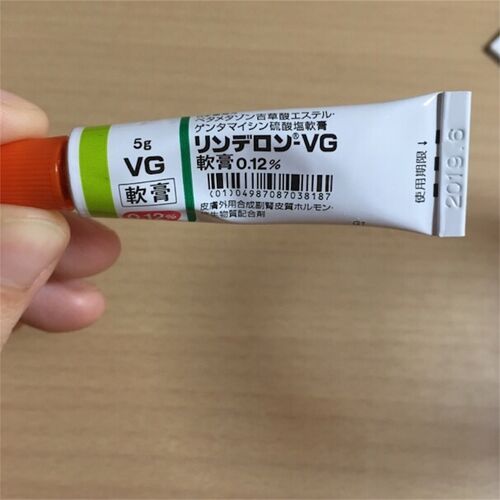 5g
VG
軟膏
0.12%
ベタメタゾン吉草酸エステル・
ゲンタマイシン硫酸塩軟膏
リンデロン®-VG
軟膏0.12%
(01)04987087038187
皮膚外用合成副腎皮質ホルモン・
生物質配合剤
使用期限→
2019.6